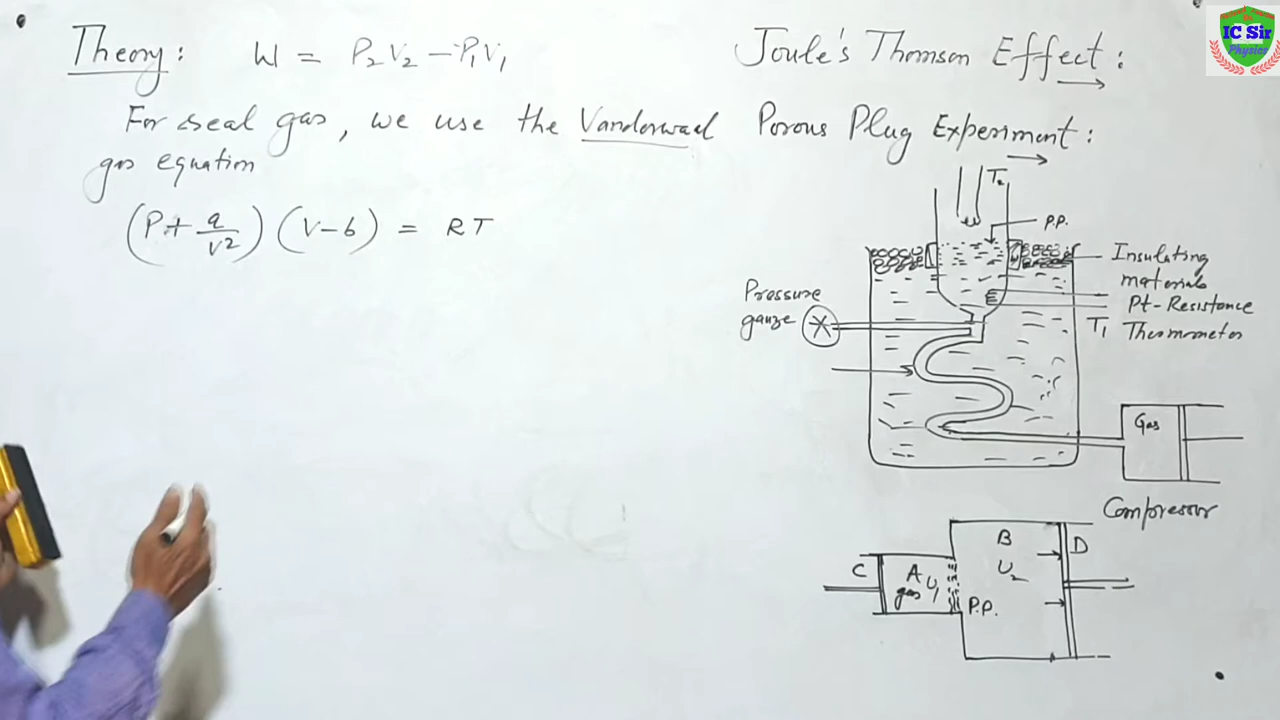 Theory: W = P₂V₂ - P₁V₁
For real gas, we use the Vanderwaal
gas equation
(P + a/V²) (V - b) = RT
Joule's Thomson Effect:
Porous Plug Experiment:
T₂
P.P.
Insulating
materials
Pt-Resistance
T₁ Thermometer
Pressure
gauze
Gas
Compressor
C
A
gas U₁
P.P.
B
U₂
D
IC Sir
Physics